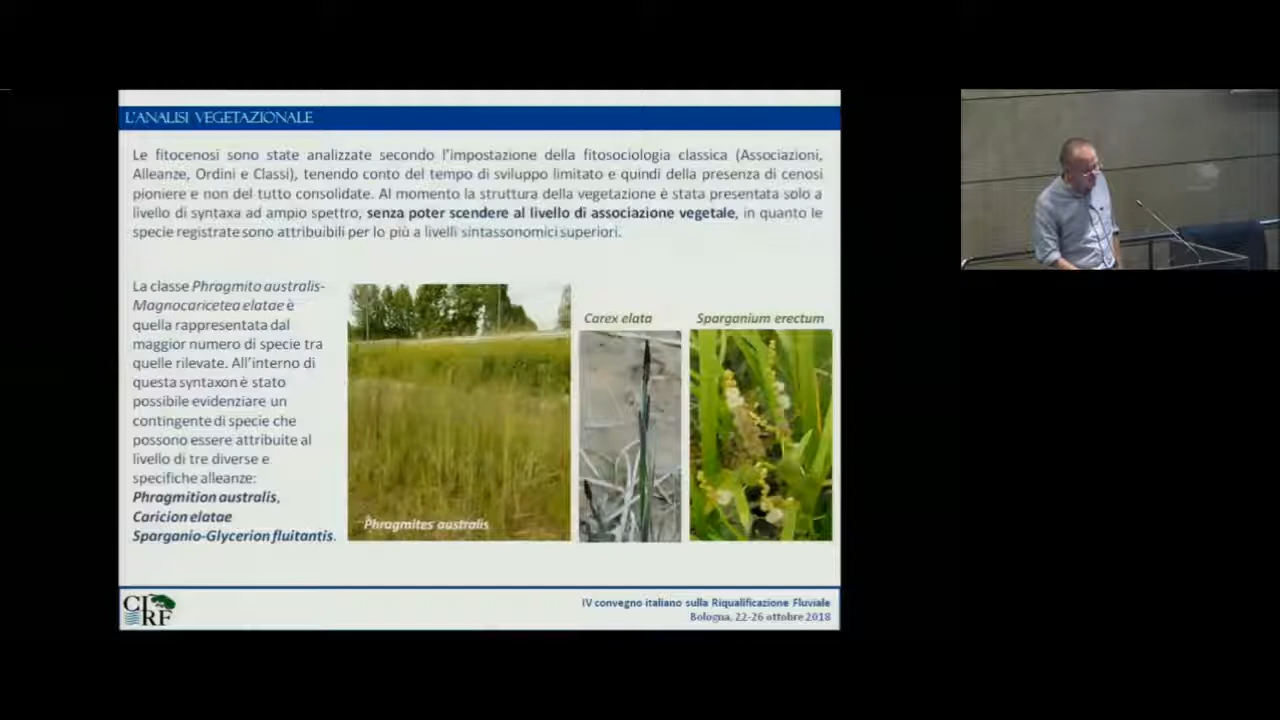 L'ANALISI VEGETAZIONALE
Le fitocenosi sono state analizzate secondo l'impostazione della fitosociologia classica (Associazioni,
Alleanze, Ordini e Classi), tenendo conto del tempo di sviluppo limitato e quindi della presenza di cenosi
pioniere e non del tutto consolidate. Al momento la struttura della vegetazione è stata presentata solo a
livello di syntaxa ad ampio spettro, senza poter scendere al livello di associazione vegetale, in quanto le
specie registrate sono attribuibili per lo più a livelli sintassonomici superiori.
La classe Phragmito australis-
Magnocaricetea elatae è
quella rappresentata dal
maggior numero di specie tra
quelle rilevate. All'interno di
questa syntaxon è stato
possibile evidenziare un
contingente di specie che
possono essere attribuite al
livello di tre diverse e
specifiche alleanze:
Phragmition australis,
Caricion elatae
Sparganio-Glycerion fluitantis.
Phragmites australis
Carex elata
Sparganium erectum
CIRF
IV convegno italiano sulla Riqualificazione Fluviale
Bologna, 22-26 ottobre 2018